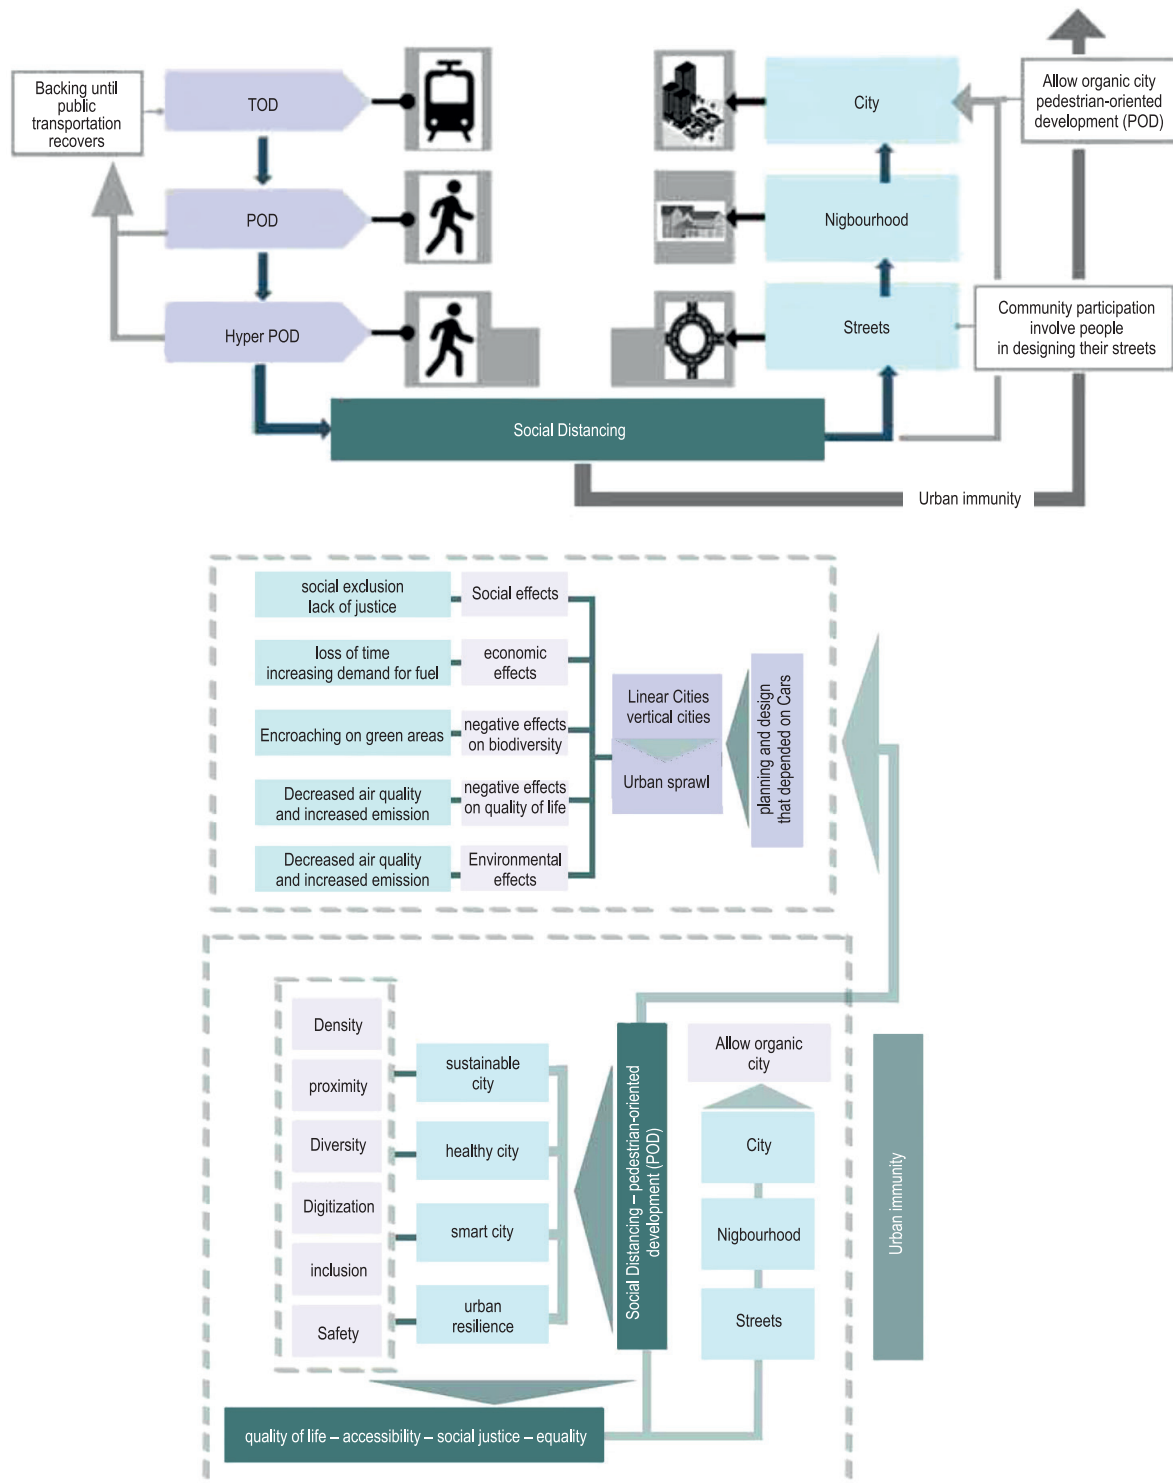 Backing until
public
transportation
recovers
TOD
POD
Hyper POD
City
Nigbourhood
Streets
Allow organic city
pedestrian-oriented
development (POD)
Community participation
involve people
in designing their streets
Social Distancing
Urban immunity
social exclusion
lack of justice
Social effects
loss of time
increasing demand for fuel
economic
effects
Encroaching on green areas
negative effects
on biodiversity
Decreased air quality
and increased emission
negative effects
on quality of life
Decreased air quality
and increased emission
Environmental
effects
Linear Cities
vertical cities
Urban sprawl
planning and design
that depended on Cars
Density
proximity
Diversity
Digitization
inclusion
Safety
sustainable
city
healthy city
smart city
urban
resilience
Social Distancing – pedestrian-oriented
development (POD)
Allow organic
city
City
Nigbourhood
Streets
Urban immunity
quality of life – accessibility – social justice – equality